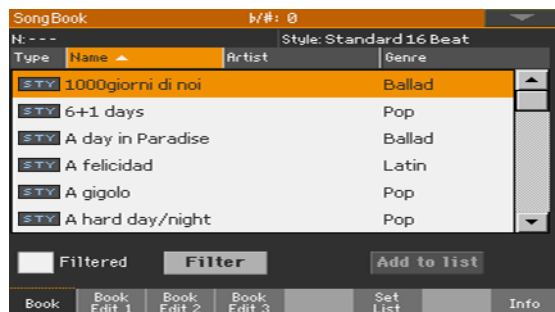 SongBook ♭/#: 0
N:--- Style: Standard 16 Beat
Type Name Artist Genre
STY 1000giorni di noi Ballad
STY 6+1 days Pop
STY A day in Paradise Ballad
STY A felicidad Latin
STY A gigolo Pop
STY A hard day/night Pop
Filtered Filter Add to list
Book Book Edit 1 Book Edit 2 Book Edit 3 Set List Info